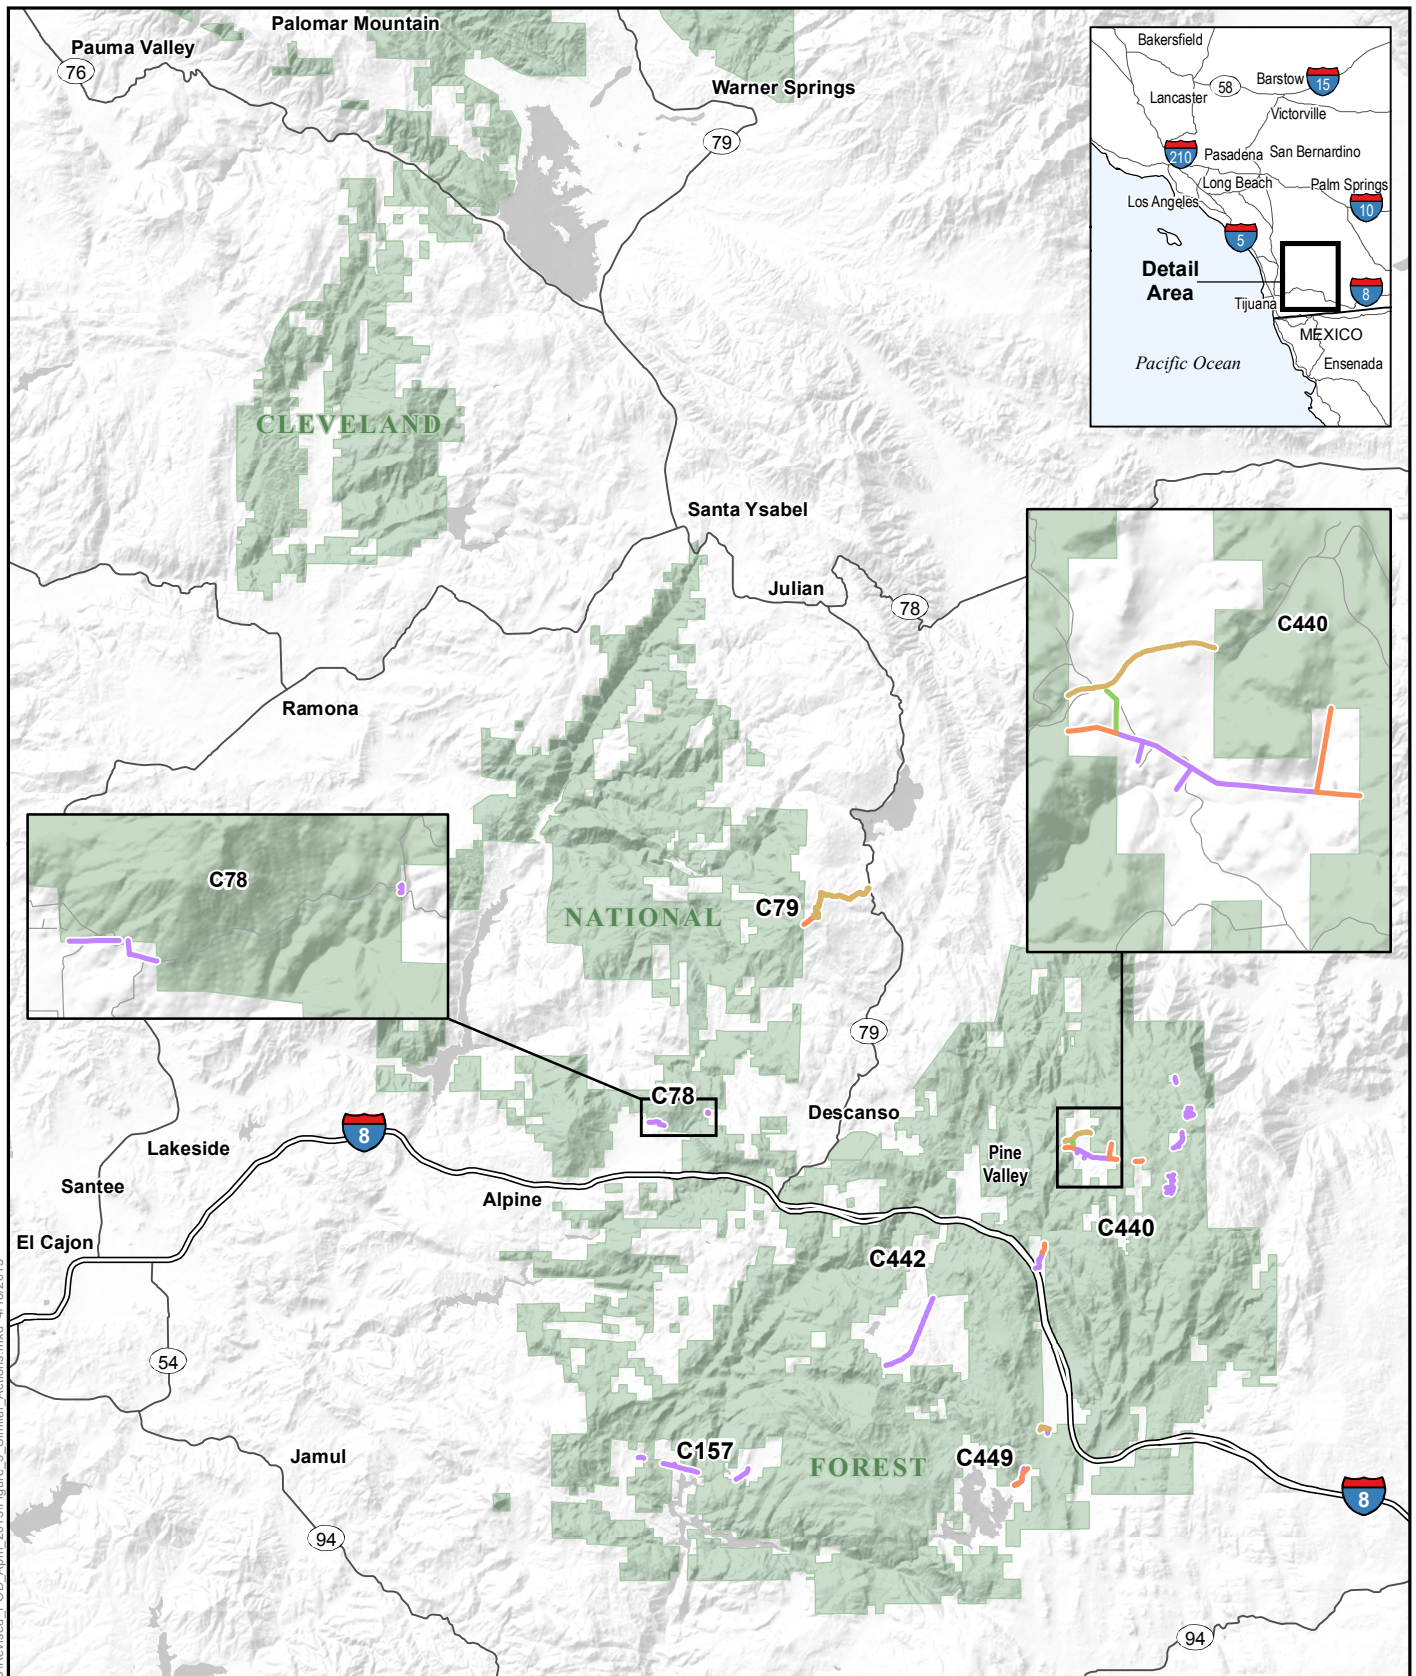 Palomar Mountain
Pauma Valley
76
Warner Springs
79
Bakersfield
58
Barstow
15
Lancaster
Victorville
210
Pasadena
San Bernardino
Long Beach
Palm Springs
Los Angeles
10
5
Detail
Area
8
Tijuana
MEXICO
Pacific Ocean
Ensenada
CLEVELAND
Santa Ysabel
Julian
78
C440
Ramona
C78
C79
NATIONAL
79
C78
Descanso
8
Lakeside
Pine
Valley
Santee
Alpine
El Cajon
C440
C442
54
Jamul
C157
C449
FOREST
8
94
94